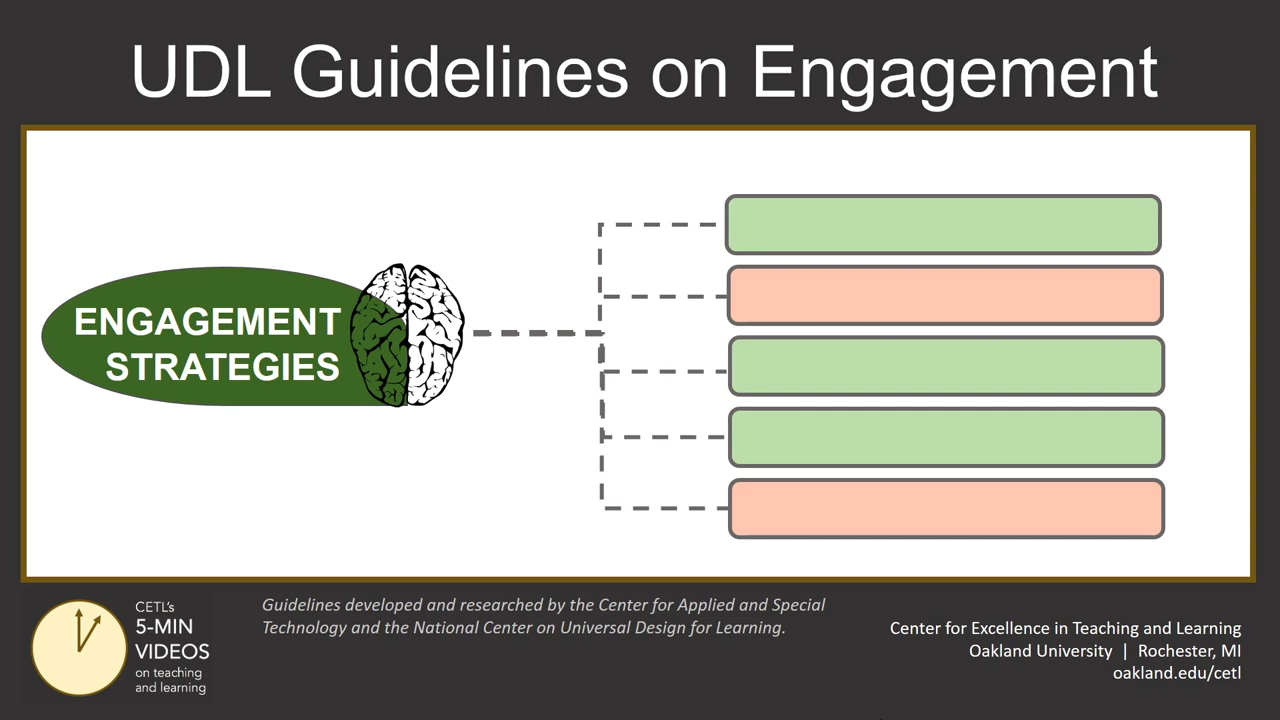 UDL Guidelines on Engagement
ENGAGEMENT
STRATEGIES
CETL's
5-MIN
VIDEOS
on teaching
and learning
Guidelines developed and researched by the Center for Applied and Special
Technology and the National Center on Universal Design for Learning.
Center for Excellence in Teaching and Learning
Oakland University | Rochester, MI
oakland.edu/cetl